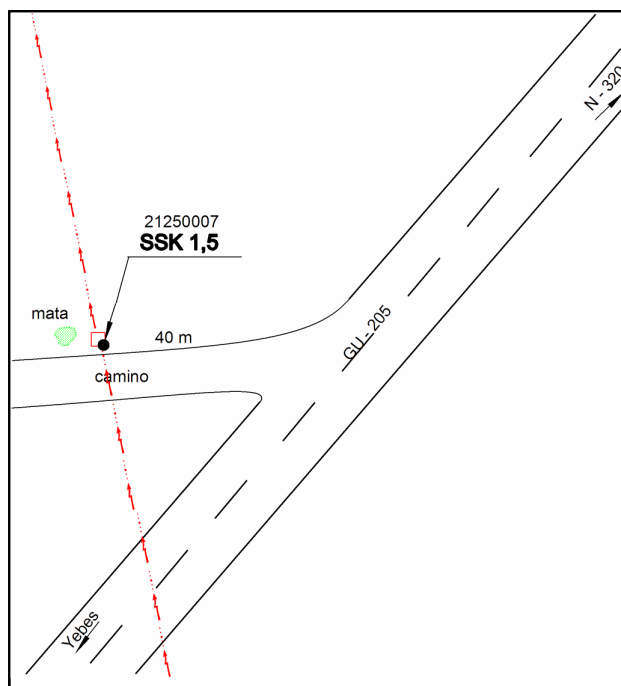 N - 320
21250007
SSK 1,5
mata
40 m
GU - 205
camino
Yebes